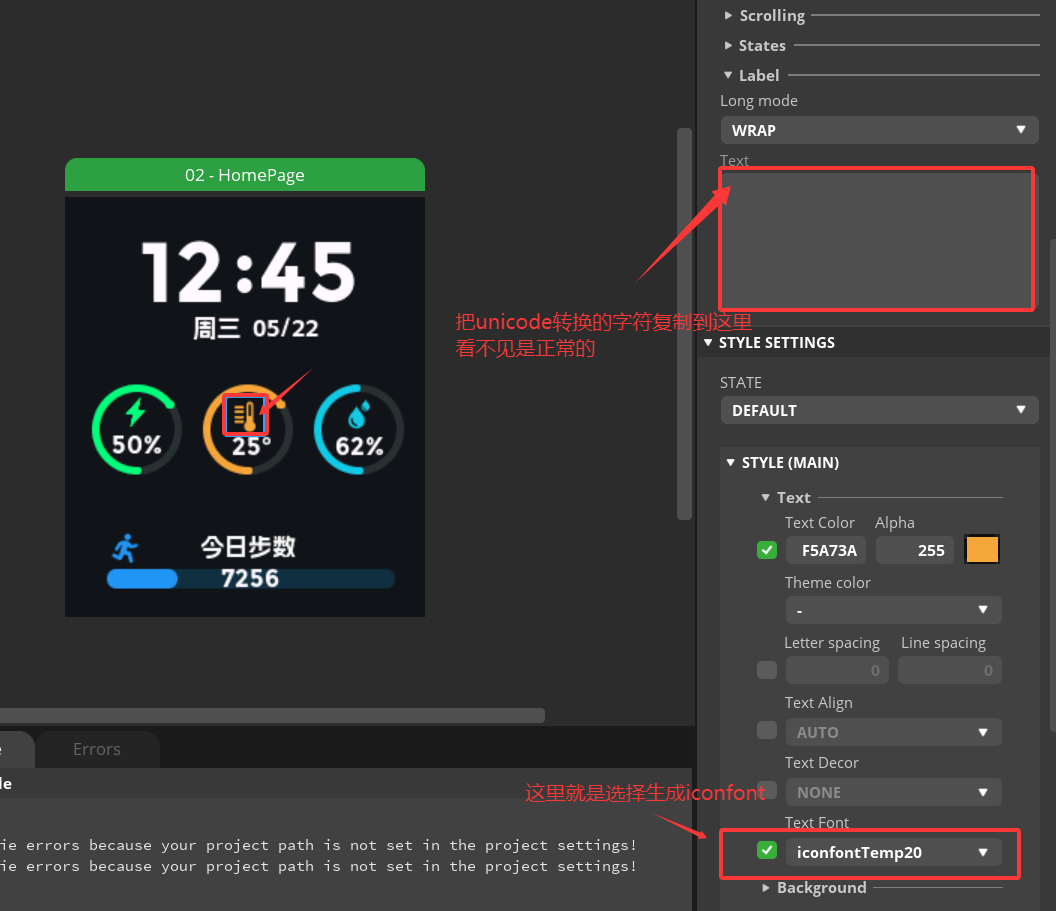 Scrolling
States
Label
Long mode
WRAP
Text
02 - HomePage
12:45
周三 05/22
把unicode转换的字符复制到这里
看不见是正常的
50%
25°
62%
今日步数
7256
STYLE SETTINGS
STATE
DEFAULT
STYLE (MAIN)
Text
Text Color Alpha
F5A73A 255
Theme color
-
Letter spacing Line spacing
0 0
Text Align
AUTO
Text Decor
NONE
这里就是选择生成iconfont
Text Font
iconfontTemp20
Background
e
Errors
le
ie errors because your project path is not set in the project settings!
ie errors because your project path is not set in the project settings!